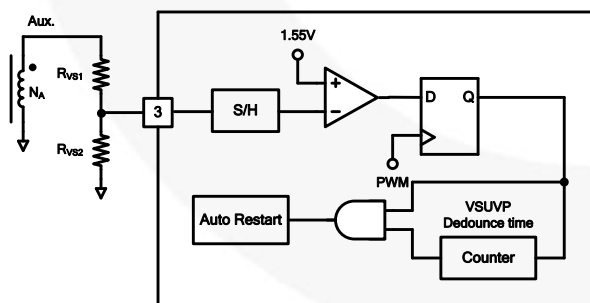 Aux.
1.55V
RVS1
NA
3
S/H
+
−
D Q
RVS2
PWM
VSUVP
Dedounce time
Auto Restart
Counter